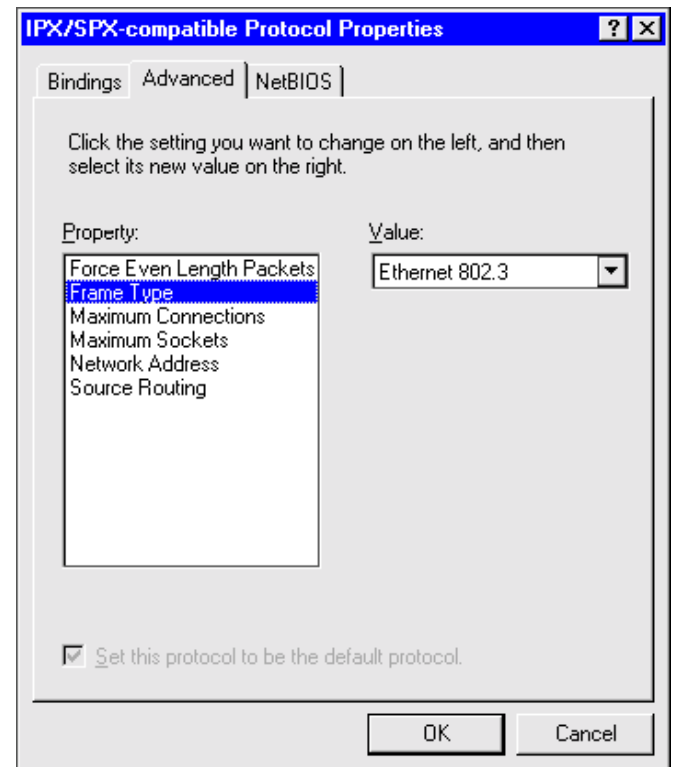 IPX/SPX-compatible Protocol Properties
Bindings Advanced NetBIOS
Click the setting you want to change on the left, and then
select its new value on the right.
Property:
Force Even Length Packets
Frame Type
Maximum Connections
Maximum Sockets
Network Address
Source Routing
Value:
Ethernet 802.3
Set this protocol to be the default protocol.
OK Cancel